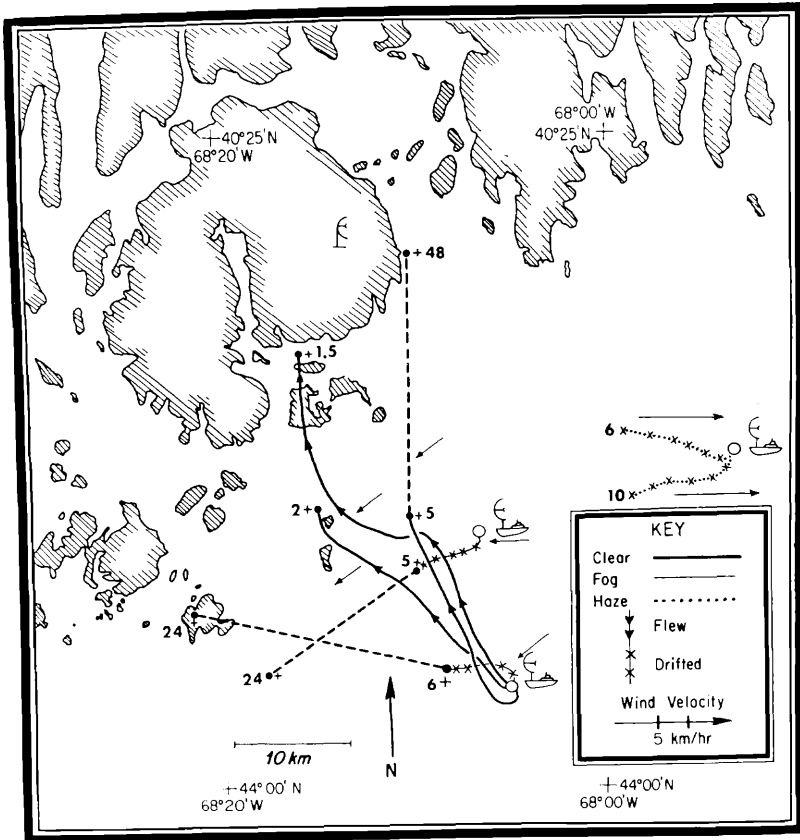 68°00'W
+40°25'N
40°25'N +
68°20'W
+48
+1.5
6
10
2+
+5
5+
24
24+
6+
KEY
Clear
Fog
Haze
Flew
Drifted
Wind Velocity
5 km/hr
10 km
N
+44°00'N
68°20'W
+44°00'N
68°00'W